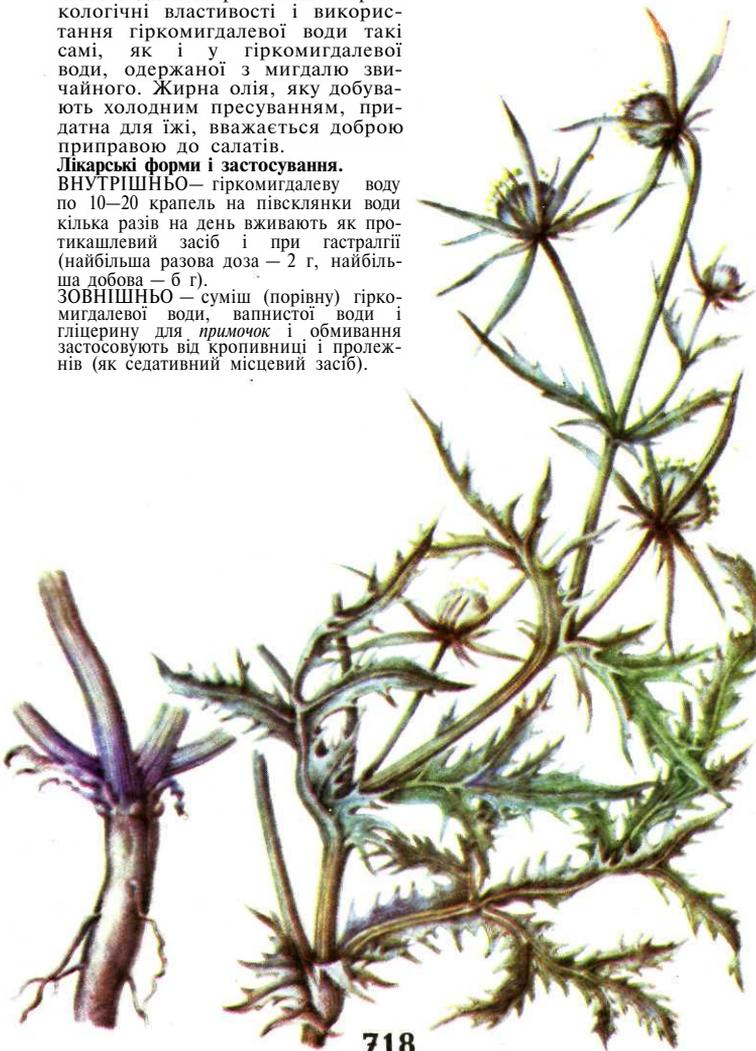 кологічні властивості і викорис-
тання гіркомигдалевої води такі
самі, як і у гіркомигдалевої
води, одержаної з мигдалю зви-
чайного. Жирна олія, яку добува-
ють холодним пресуванням, при-
датна для їжі, вважається доброю
приправою до салатів.
Лікарські форми і застосування.
ВНУТРІШНЬО— гіркомигдалеву воду
по 10—20 крапель на півсклянки води
кілька разів на день вживають як про-
тикашлевий засіб і при гастралгії
(найбільша разова доза — 2 г, найбіль-
ша добова — б г).
ЗОВНІШНЬО — суміш (порівну) гірко-
мигдалевої води, вапнистої води і
гліцерину для примочок і обмивання
застосовують від кропивниці і пролеж-
нів (як седативний місцевий засіб).
718